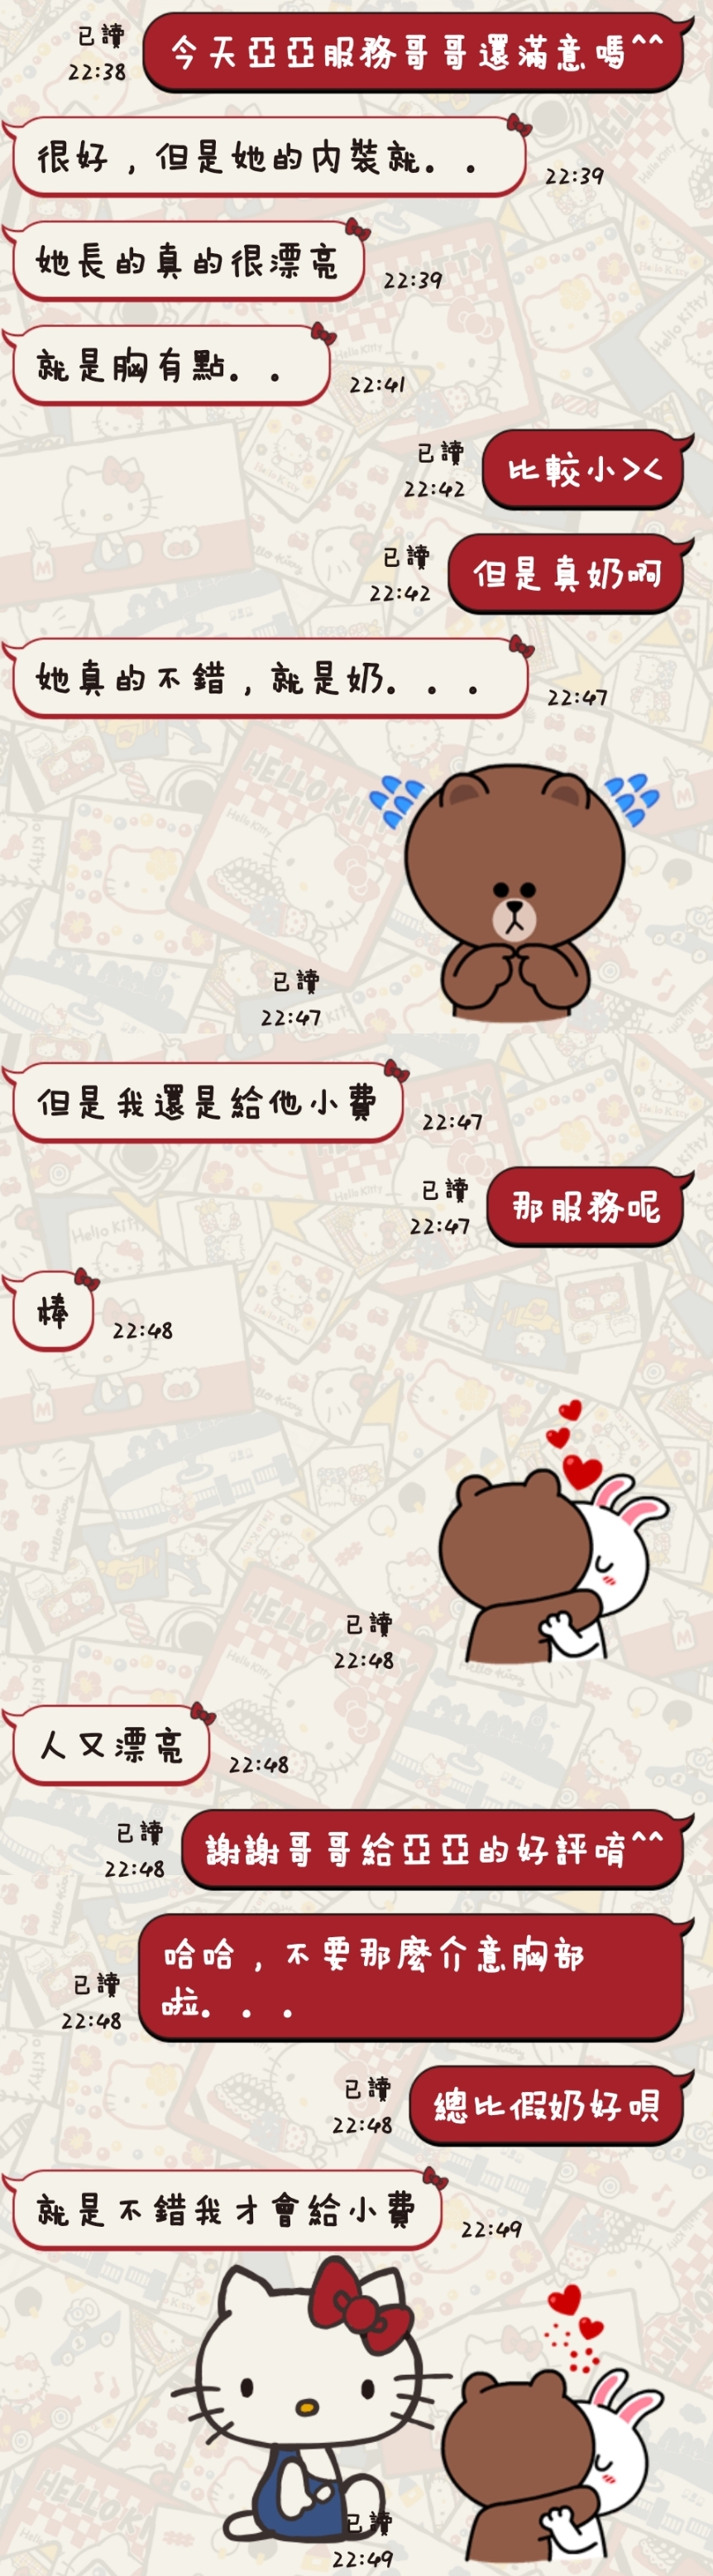 已讀
22:38
今天亞亞服務哥哥還滿意嗎^^
很好，但是她的內裝就。。
22:39
她長的真的很漂亮
22:39
就是胸有點。。
22:41
已讀
22:42
比較小><
已讀
22:42
但是真奶啊
她真的不錯，就是奶。。。
22:47
已讀
22:47
但是我還是給他小費
22:47
已讀
22:47
那服務呢
棒
22:48
已讀
22:48
人又漂亮
22:48
已讀
22:48
謝謝哥哥給亞亞的好評唷^^
哈哈，不要那麼介意胸部
已讀
22:48
啦。。。
已讀
22:48
總比假奶好唄
就是不錯我才會給小費
22:49
已讀
22:49